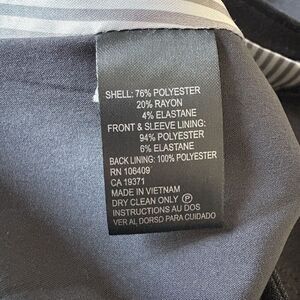 SHELL: 76% POLYESTER
20% RAYON
4% ELASTANE
FRONT & SLEEVE LINING:
94% POLYESTER
6% ELASTANE
BACK LINING: 100% POLYESTER
RN 106409
CA 19371
MADE IN VIETNAM
DRY CLEAN ONLY Ⓟ
INSTRUCTIONS AU DOS
VER AL DORSO PARA CUIDADO